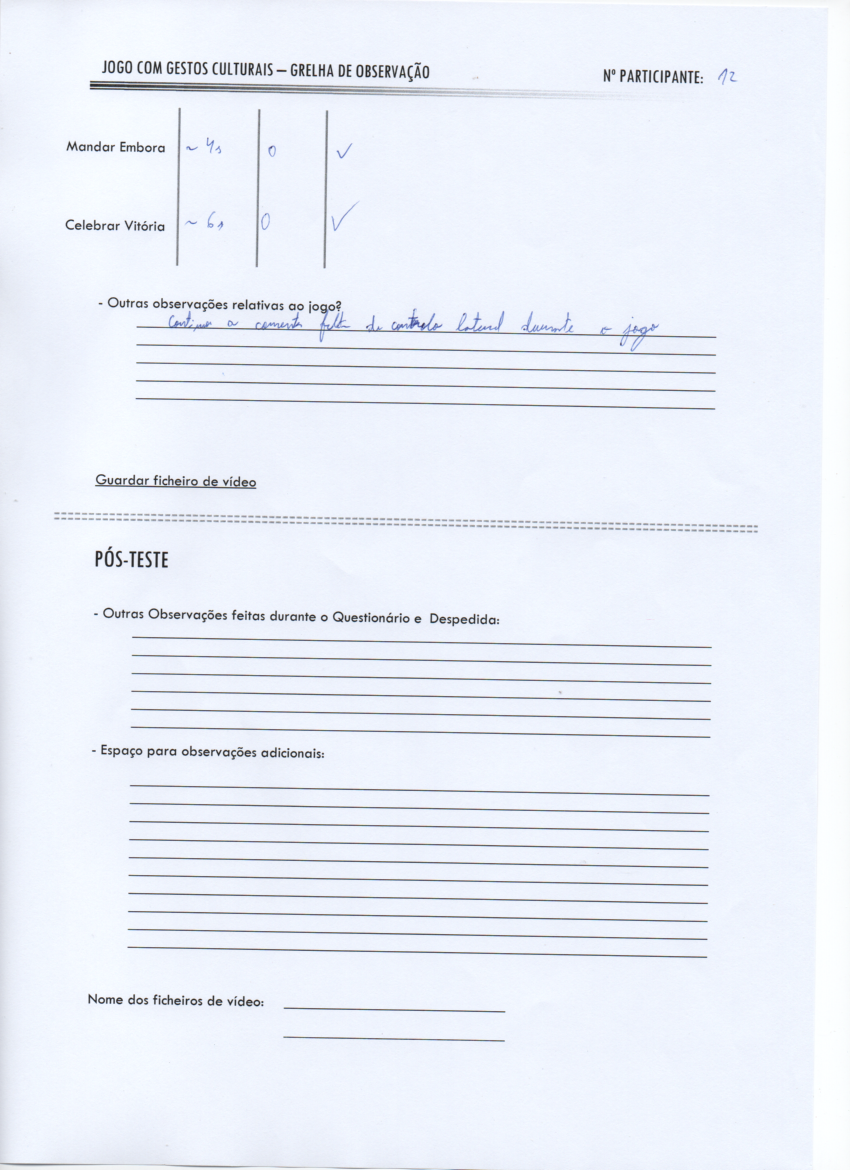 JOGO COM GESTOS CULTURAIS – GRELHA DE OBSERVAÇÃO
Nº PARTICIPANTE: 12
Mandar Embora ~ 4s 0 ✓
Celebrar Vitória ~ 6s 0 ✓
- Outras observações relativas ao jogo?
Continua a comentar falta de controlo lateral durante o jogo
Guardar ficheiro de vídeo
PÓS-TESTE
- Outras Observações feitas durante o Questionário e Despedida:
- Espaço para observações adicionais:
Nome dos ficheiros de vídeo: